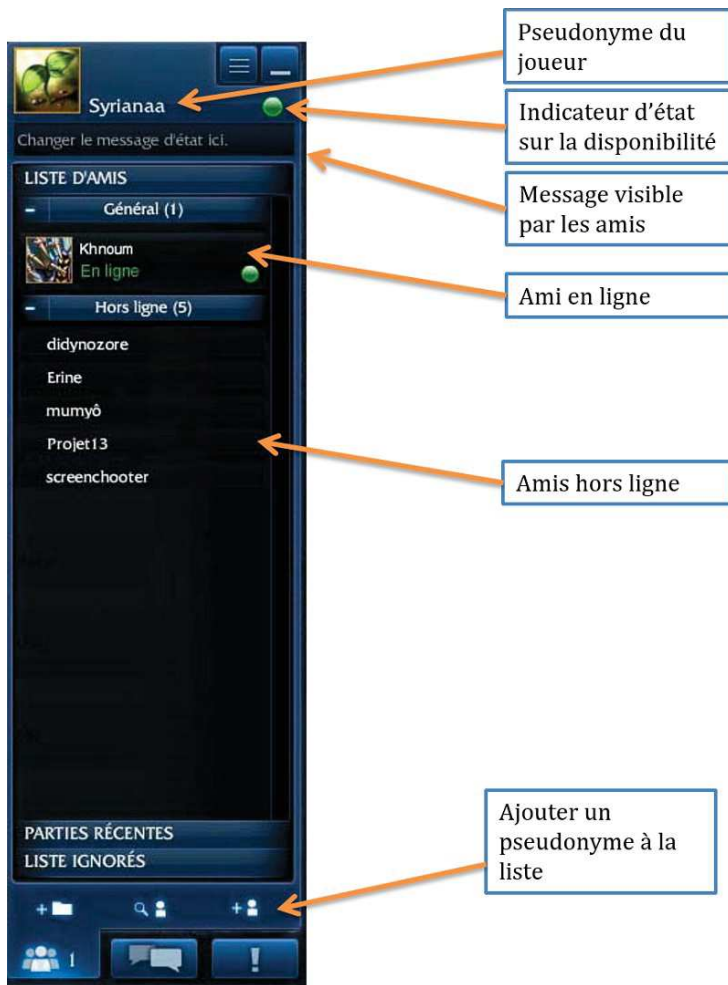 Syrianaa
Changer le message d'état ici.
LISTE D'AMIS
- Général (1)
Khnoum
En ligne
- Hors ligne (5)
didynozore
Erine
mumyô
Projet13
screenchooter
PARTIES RÉCENTES
LISTE IGNORÉS
1
Pseudonyme du
joueur
Indicateur d'état
sur la disponibilité
Message visible
par les amis
Ami en ligne
Amis hors ligne
Ajouter un
pseudonyme à la
liste